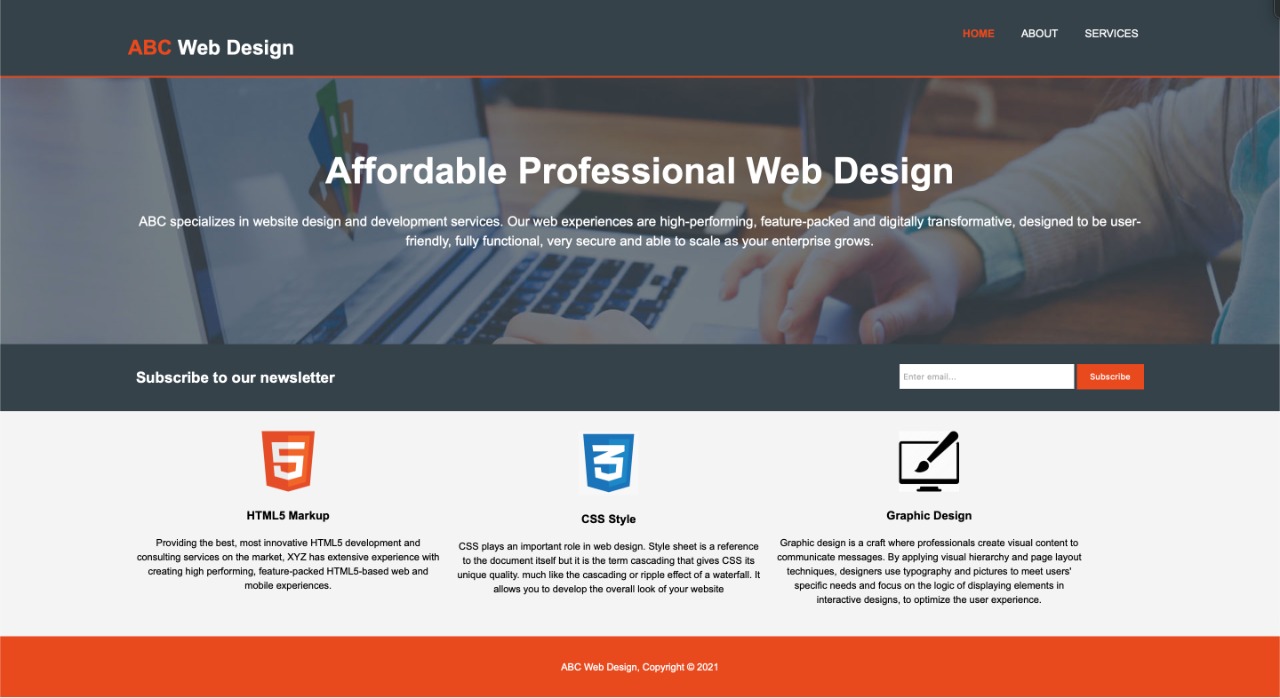 ABC Web Design
HOME ABOUT SERVICES
Affordable Professional Web Design
ABC specializes in website design and development services. Our web experiences are high-performing, feature-packed and digitally transformative, designed to be user-
friendly, fully functional, very secure and able to scale as your enterprise grows.
Subscribe to our newsletter
Enter email...
Subscribe
5
HTML5 Markup
Providing the best, most innovative HTML5 development and
consulting services on the market, XYZ has extensive experience with
creating high performing, feature-packed HTML5-based web and
mobile experiences.
3
CSS Style
CSS plays an important role in web design. Style sheet is a reference
to the document itself but it is the term cascading that gives CSS its
unique quality. much like the cascading or ripple effect of a waterfall. It
allows you to develop the overall look of your website
Graphic Design
Graphic design is a craft where professionals create visual content to
communicate messages. By applying visual hierarchy and page layout
techniques, designers use typography and pictures to meet users'
specific needs and focus on the logic of displaying elements in
interactive designs, to optimize the user experience.
ABC Web Design, Copyright © 2021